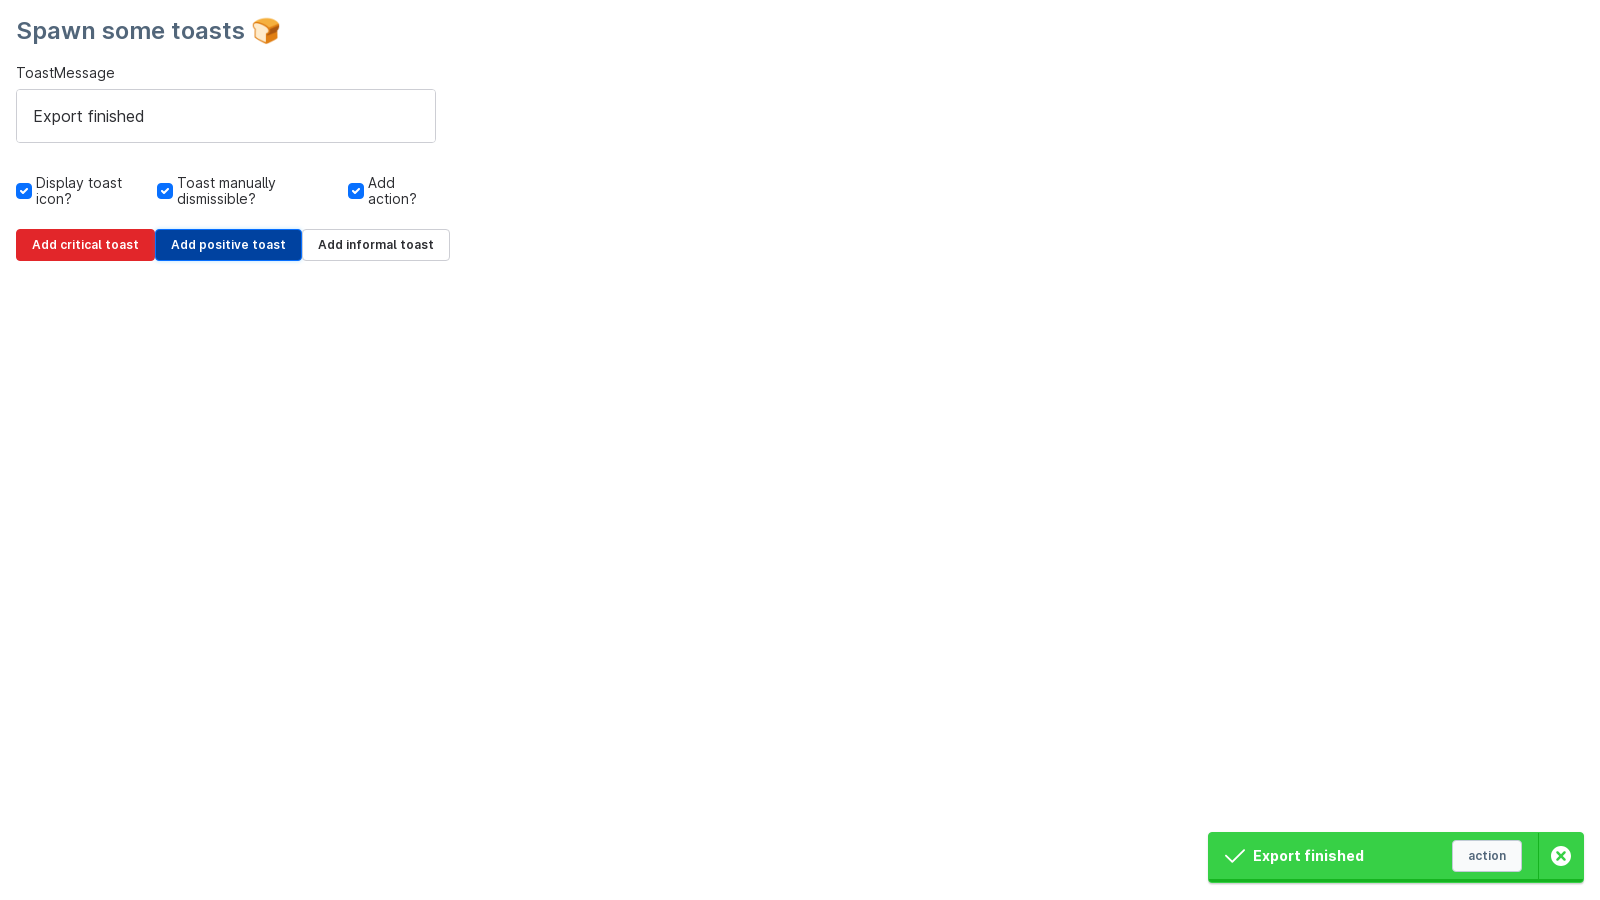 Spawn some toasts 🍞
ToastMessage
Export finished
Display toast icon?
Toast manually dismissible?
Add action?
Add critical toast
Add positive toast
Add informal toast
Export finished
action